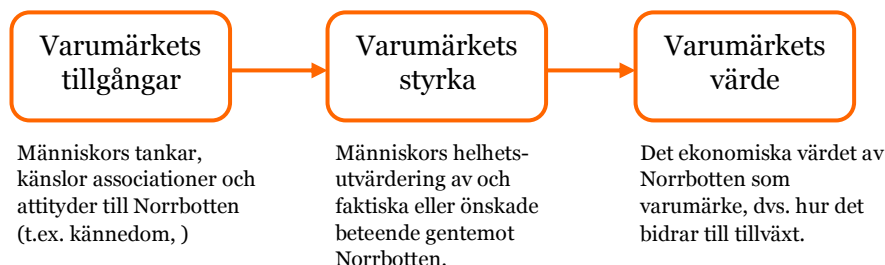 Varumärkets
tillgångar
Varumärkets
styrka
Varumärkets
värde
Människors tankar,
känslor associationer och
attityder till Norrbotten
(t.ex. kännedom, )
Människors helhets-
utvärdering av och
faktiska eller önskade
beteende gentemot
Norrbotten.
Det ekonomiska värdet av
Norrbotten som
varumärke, dvs. hur det
bidrar till tillväxt.